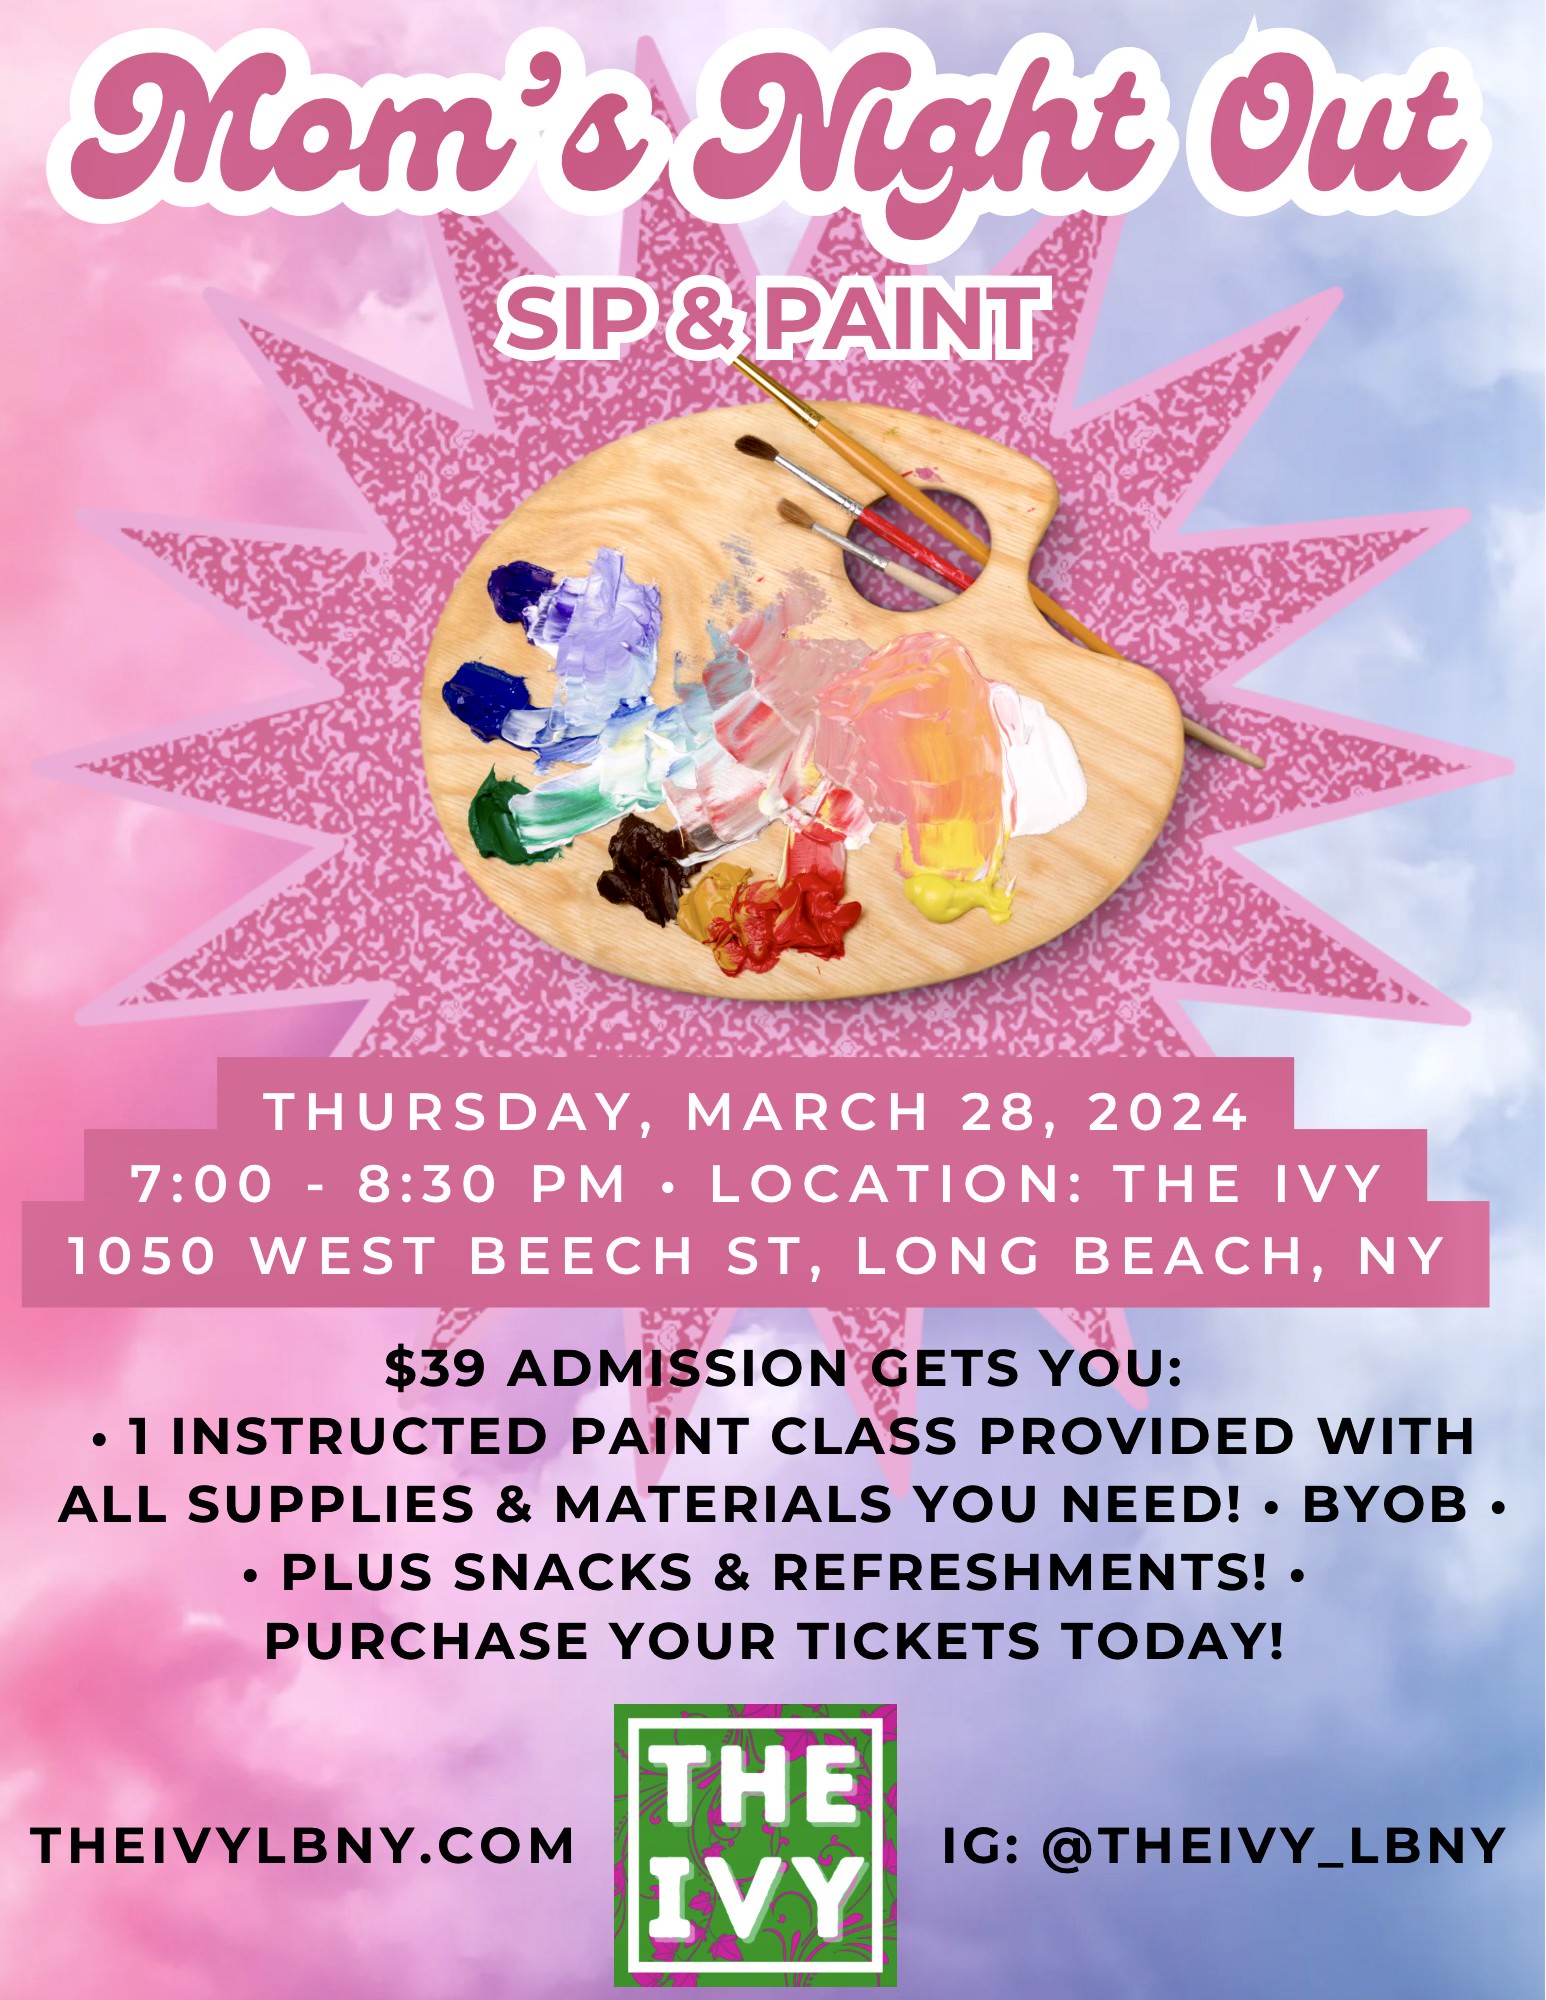 Mom's Night Out
SIP & PAINT
THURSDAY, MARCH 28, 2024
7:00 - 8:30 PM • LOCATION: THE IVY
1050 WEST BEECH ST, LONG BEACH, NY
$39 ADMISSION GETS YOU:
• 1 INSTRUCTED PAINT CLASS PROVIDED WITH
ALL SUPPLIES & MATERIALS YOU NEED! • BYOB •
• PLUS SNACKS & REFRESHMENTS! •
PURCHASE YOUR TICKETS TODAY!
THE
IVY
THEIVYLBNY.COM
IG: @THEIVY_LBNY